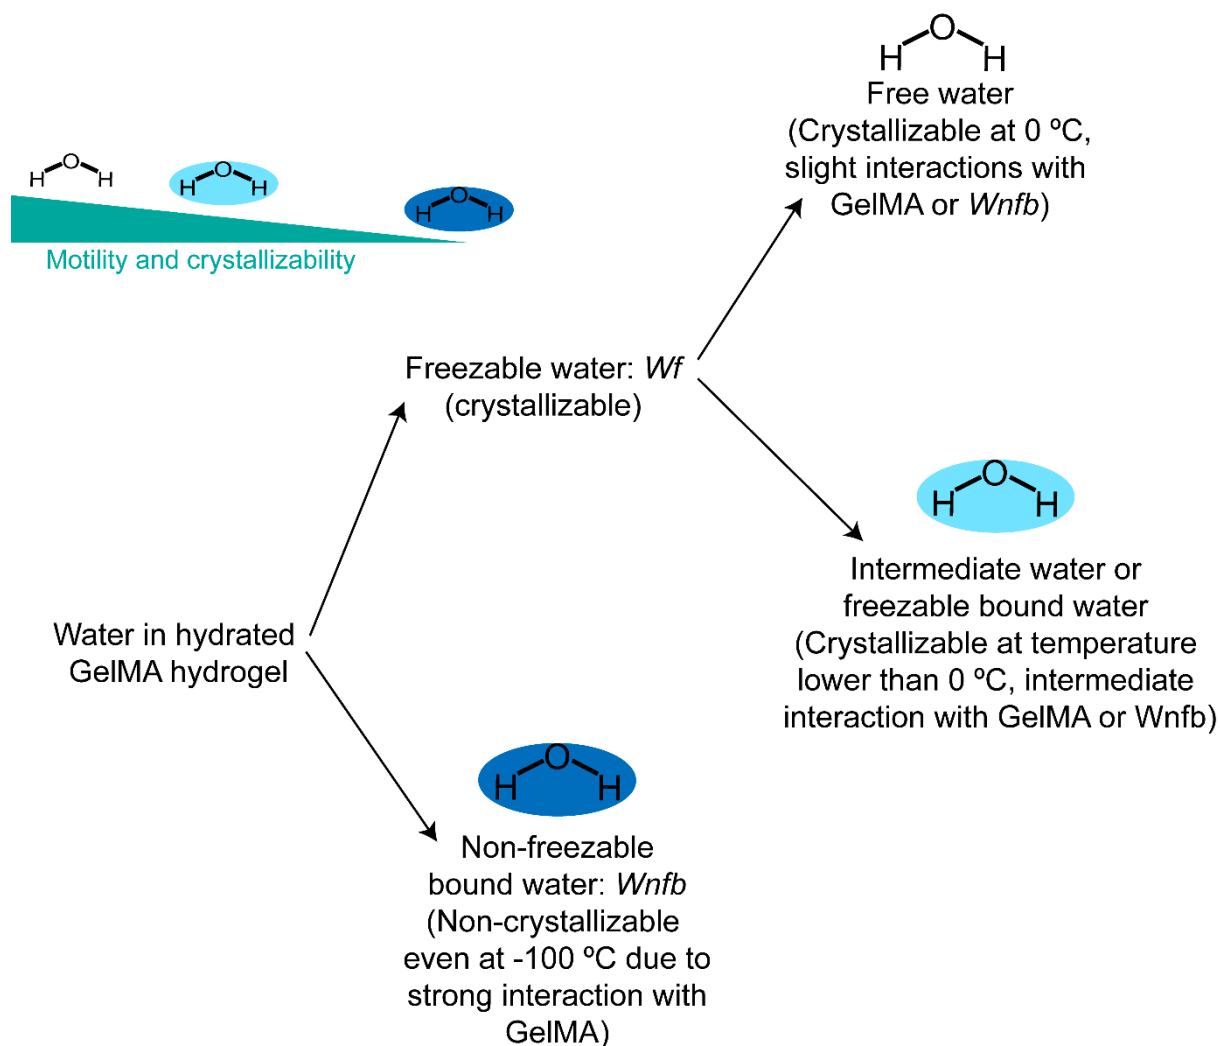 O
H H
Free water
(Crystallizable at 0 ºC,
slight interactions with
GelMA or Wnfb)
O
H H
O
H H
O
H H
Motility and crystallizability
Freezable water: Wf
(crystallizable)
O
H H
Intermediate water or
freezable bound water
(Crystallizable at temperature
lower than 0 ºC, intermediate
interaction with GelMA or Wnfb)
Water in hydrated
GelMA hydrogel
O
H H
Non-freezable
bound water: Wnfb
(Non-crystallizable
even at -100 ºC due to
strong interaction with
GelMA)